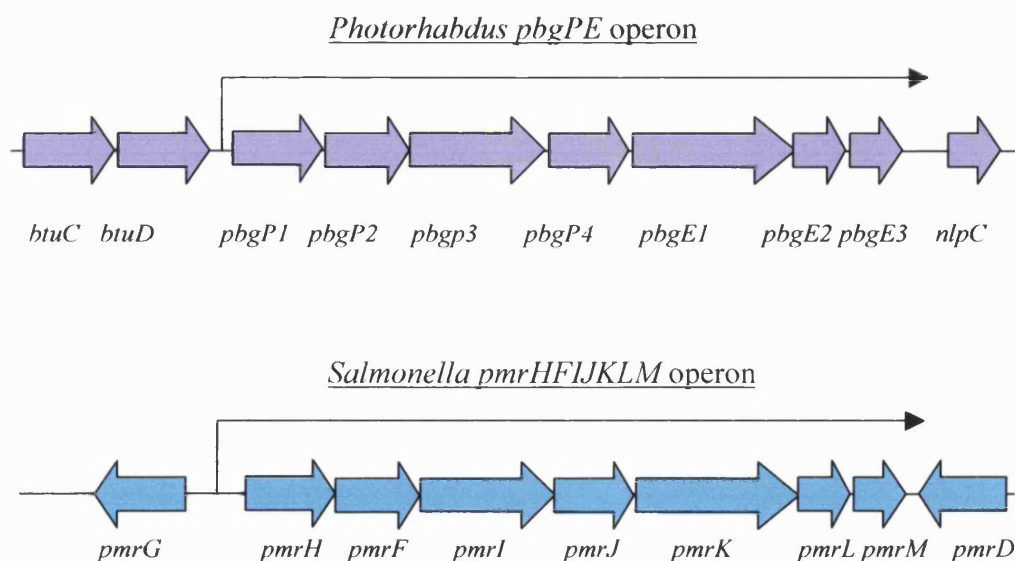 Photorhabdus pbgPE operon
btuC btuD pbgP1 pbgP2 pbgp3 pbgP4 pbgE1 pbgE2 pbgE3 nlpC
Salmonella pmrHFIJKLM operon
pmrG pmrH pmrF pmrI pmrJ pmrK pmrL pmrM pmrD